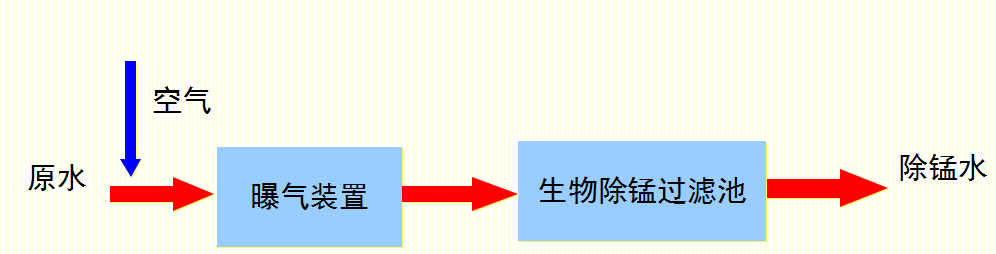 空气
原水
曝气装置
生物除锰过滤池
除锰水